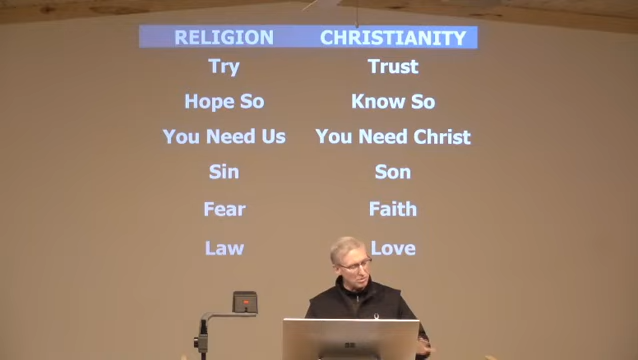 RELIGION CHRISTIANITY
Try Trust
Hope So Know So
You Need Us You Need Christ
Sin Son
Fear Faith
Law Love